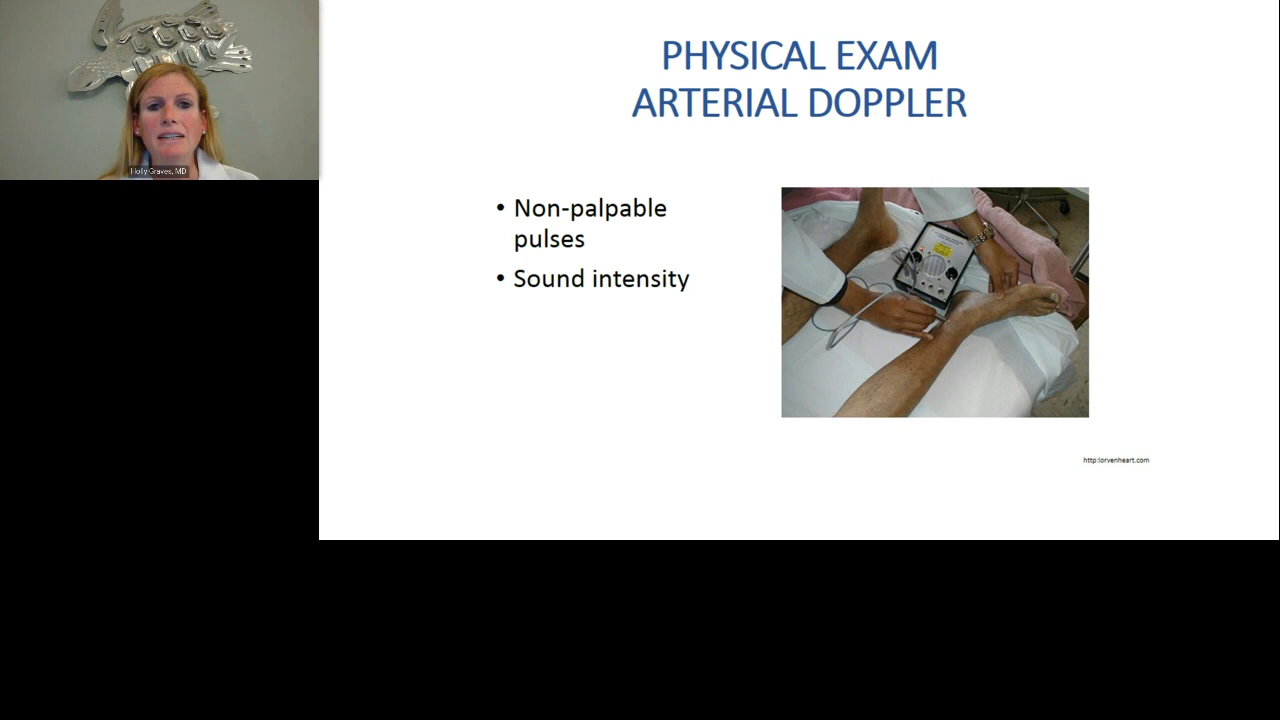 Holly Graves, MD
PHYSICAL EXAM
ARTERIAL DOPPLER
• Non-palpable
pulses
• Sound intensity
http:lorvenheart.com